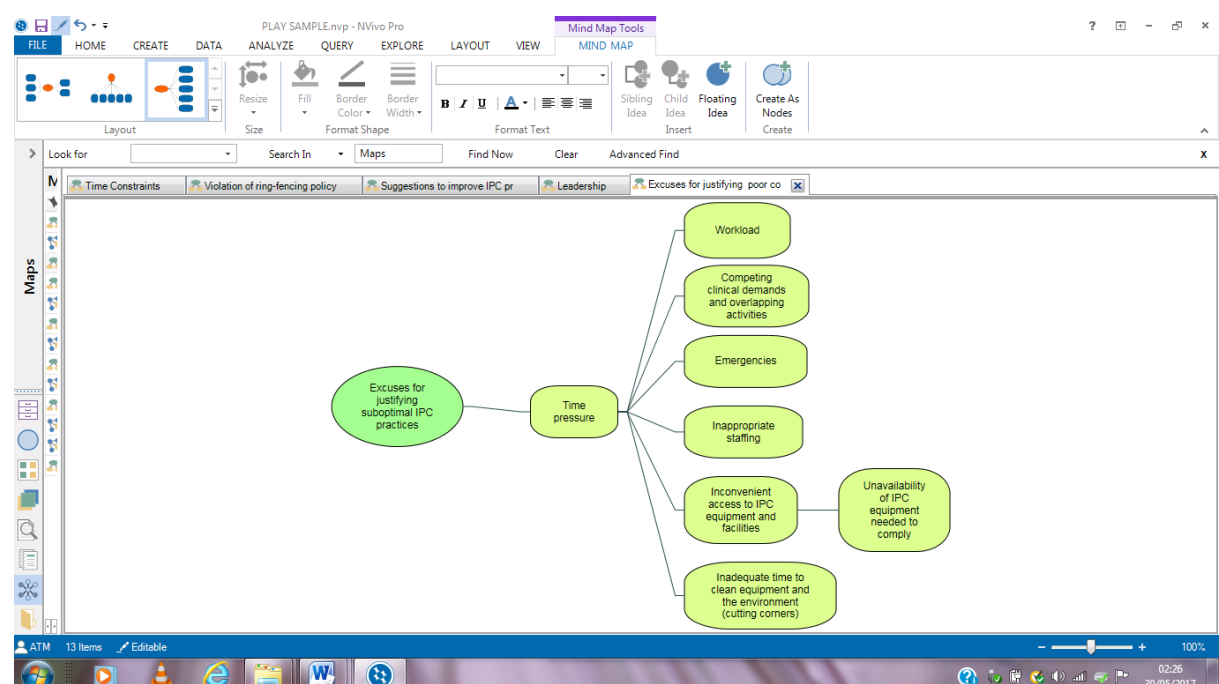 PLAY SAMPLE.nvp - NVivo Pro
Mind Map Tools
FILE HOME CREATE DATA ANALYZE QUERY EXPLORE LAYOUT VIEW MIND MAP
Resize
Fill
Border
Color
Border
Width
B I U A
Sibling
Idea
Child
Idea
Floating
Idea
Create As
Nodes
Layout
Size
Format Shape
Format Text
Insert
Create
Look for
Search In
Maps
Find Now
Clear
Advanced Find
X
Time Constraints
Violation of ring-fencing policy
Suggestions to improve IPC pr
Leadership
Excuses for justifying poor co
Maps
Excuses for
justifying
suboptimal IPC
practices
Time
pressure
Workload
Competing
clinical demands
and overlapping
activities
Emergencies
Inappropriate
staffing
Inconvenient
access to IPC
equipment and
facilities
Unavailability
of IPC
equipment
needed to
comply
Inadequate time to
clean equipment and
the environment
(cutting corners)
ATM 13 Items Editable
100%
02:26
30/05/2017